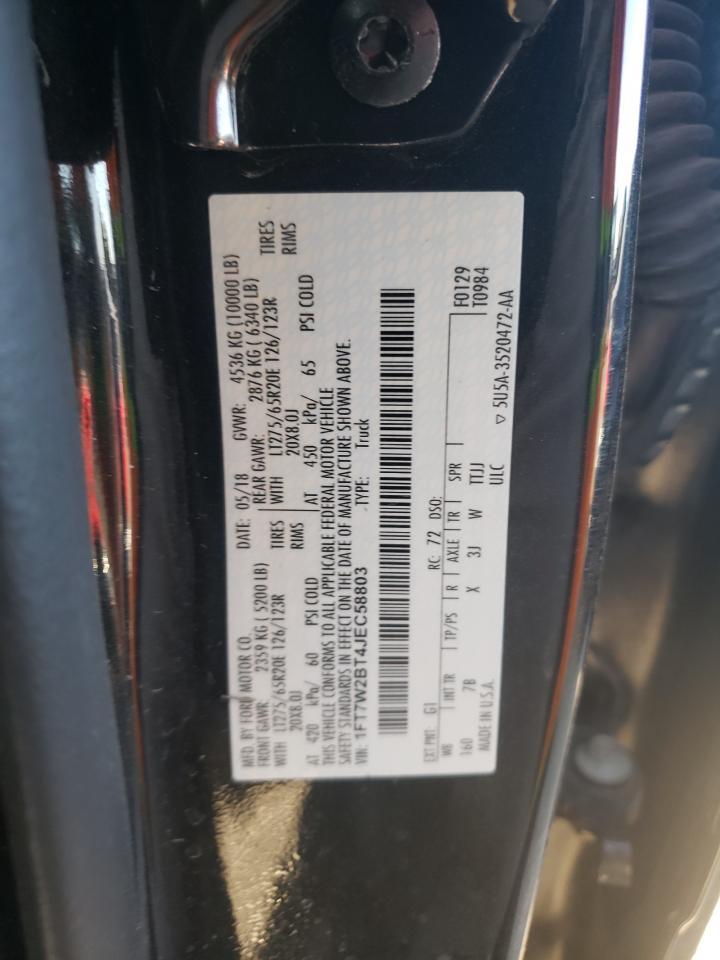 MFD. BY FORD MOTOR CO.
DATE: 05/18
GVWR: 4536 KG (10000 LB)
FRONT GAWR: 2359 KG ( 5200 LB)
REAR GAWR: 2876 KG ( 6340 LB)
WITH LT275/65R20E 126/123R TIRES
WITH LT275/65R20E 126/123R TIRES
20X8.0J RIMS
20X8.0J RIMS
AT 420 kPa/ 60 PSI COLD
AT 450 kPa/ 65 PSI COLD
THIS VEHICLE CONFORMS TO ALL APPLICABLE FEDERAL MOTOR VEHICLE
SAFETY STANDARDS IN EFFECT ON THE DATE OF MANUFACTURE SHOWN ABOVE.
VIN: 1FT7W2BT4JEC58803
TYPE: Truck
EXT PNT: G1 RC: 72 DSO: F0129
T0984
WB INT TR TP/PS R AXLE TR SPR
160 7B X 3J W TTJJ
MADE IN U.S.A. ULC
▽ 5U5A-3520472-AA